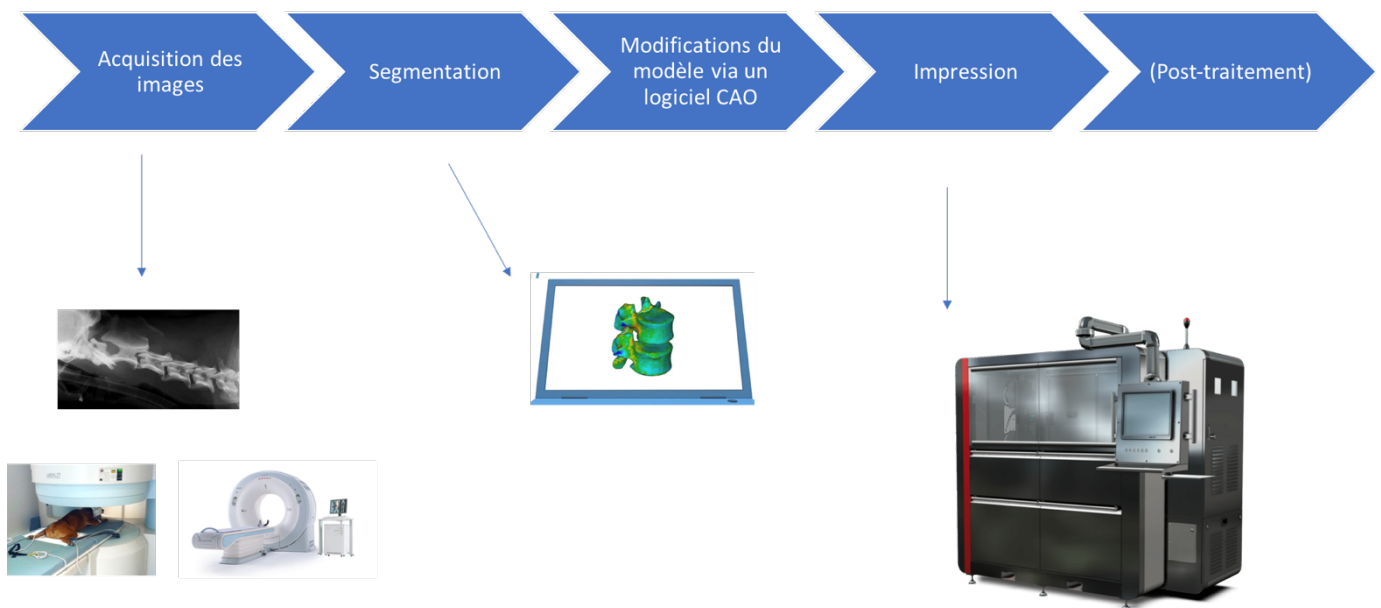 Acquisition des
images
Segmentation
Modifications du
modèle via un
logiciel CAO
Impression
(Post-traitement)